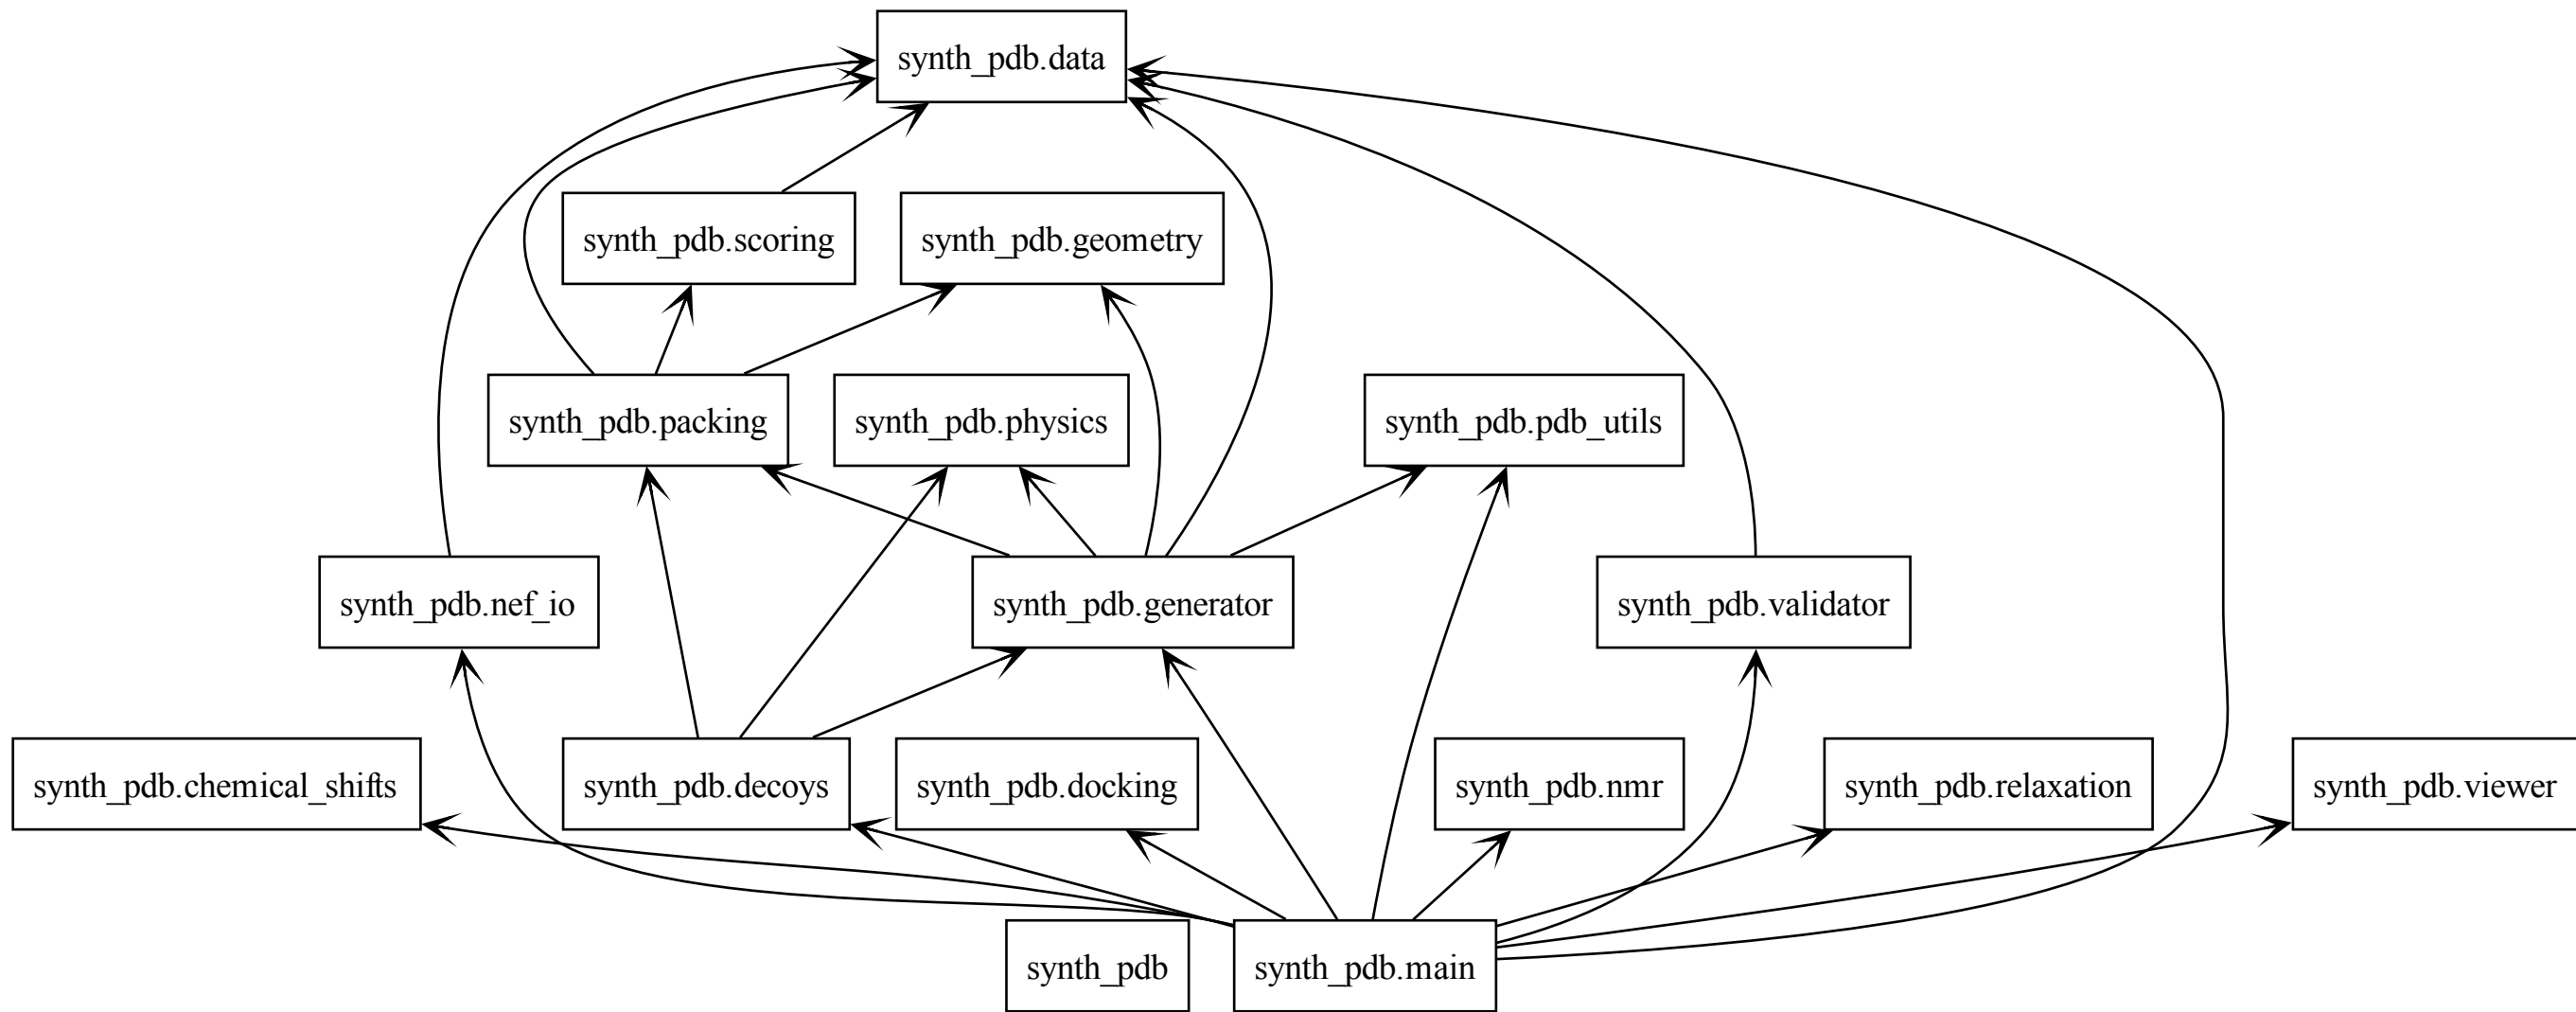 synth_pdb.data
synth_pdb.scoring
synth_pdb.geometry
synth_pdb.packing
synth_pdb.physics
synth_pdb.pdb_utils
synth_pdb.nef_io
synth_pdb.generator
synth_pdb.validator
synth_pdb.chemical_shifts
synth_pdb.decoys
synth_pdb.docking
synth_pdb.nmr
synth_pdb.relaxation
synth_pdb.viewer
synth_pdb
synth_pdb.main